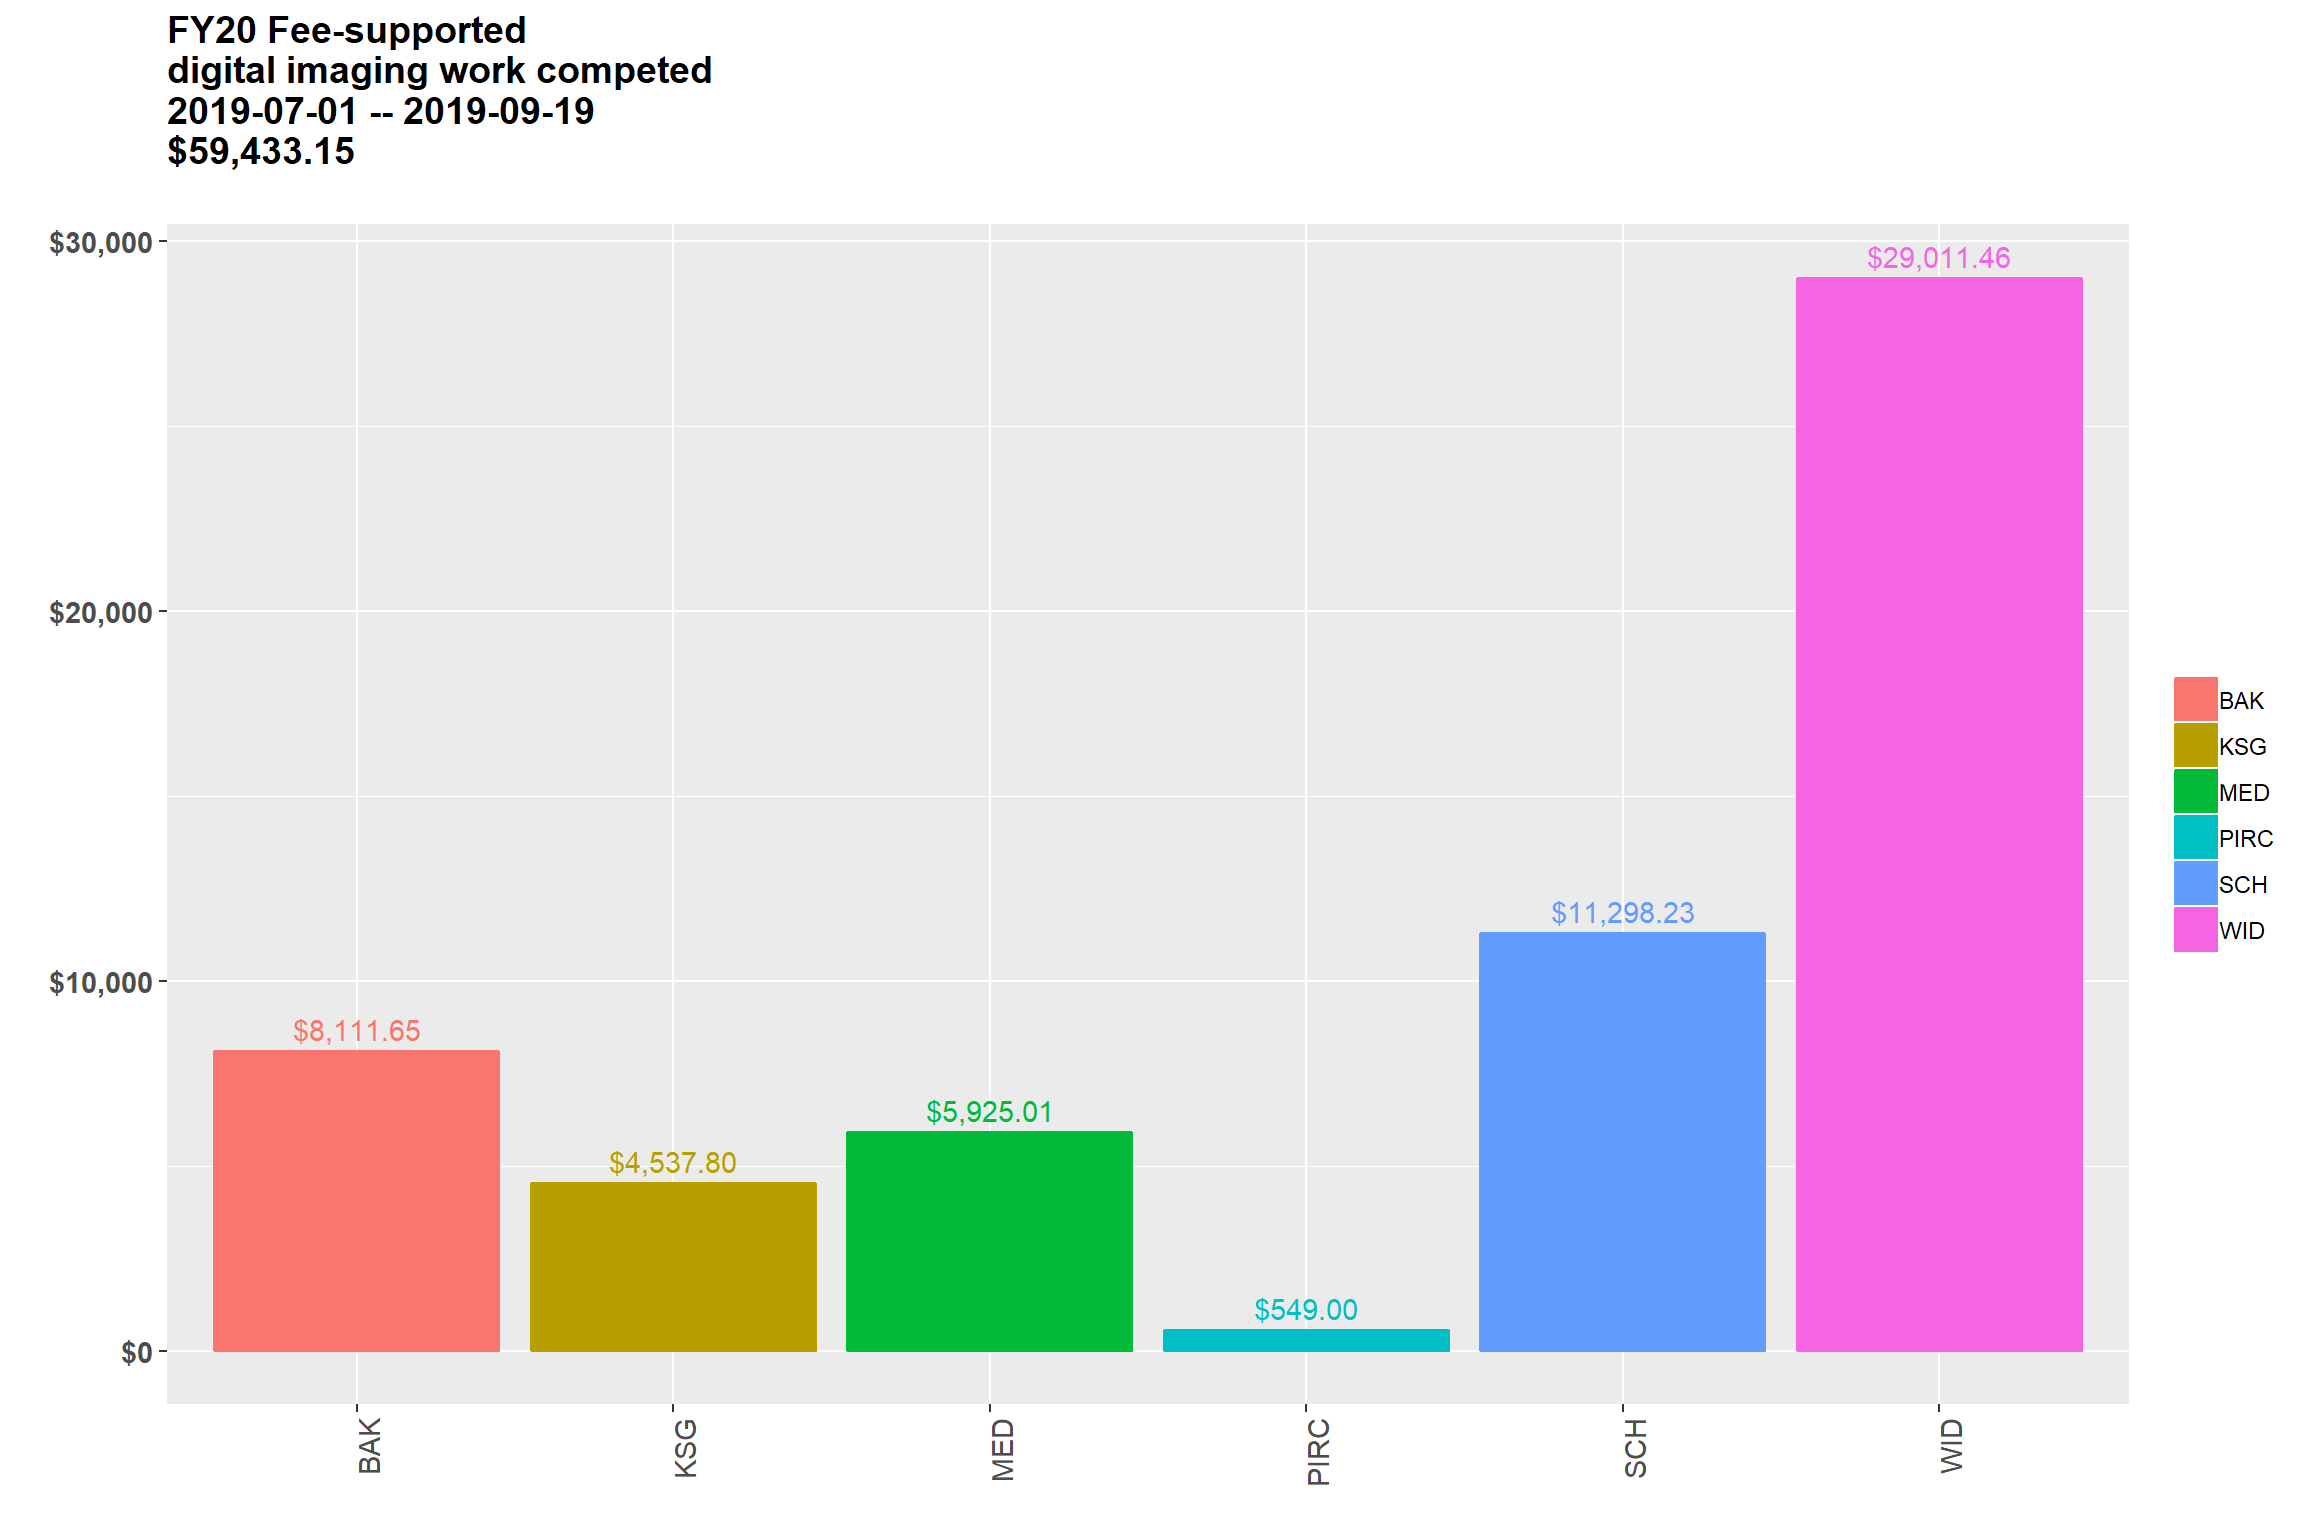 FY20 Fee-supported
digital imaging work competed
2019-07-01 -- 2019-09-19
$59,433.15
$30,000
$20,000
$10,000
$0
$8,111.65
$4,537.80
$5,925.01
$549.00
$11,298.23
$29,011.46
BAK
KSG
MED
PIRC
SCH
WID
BAK
KSG
MED
PIRC
SCH
WID